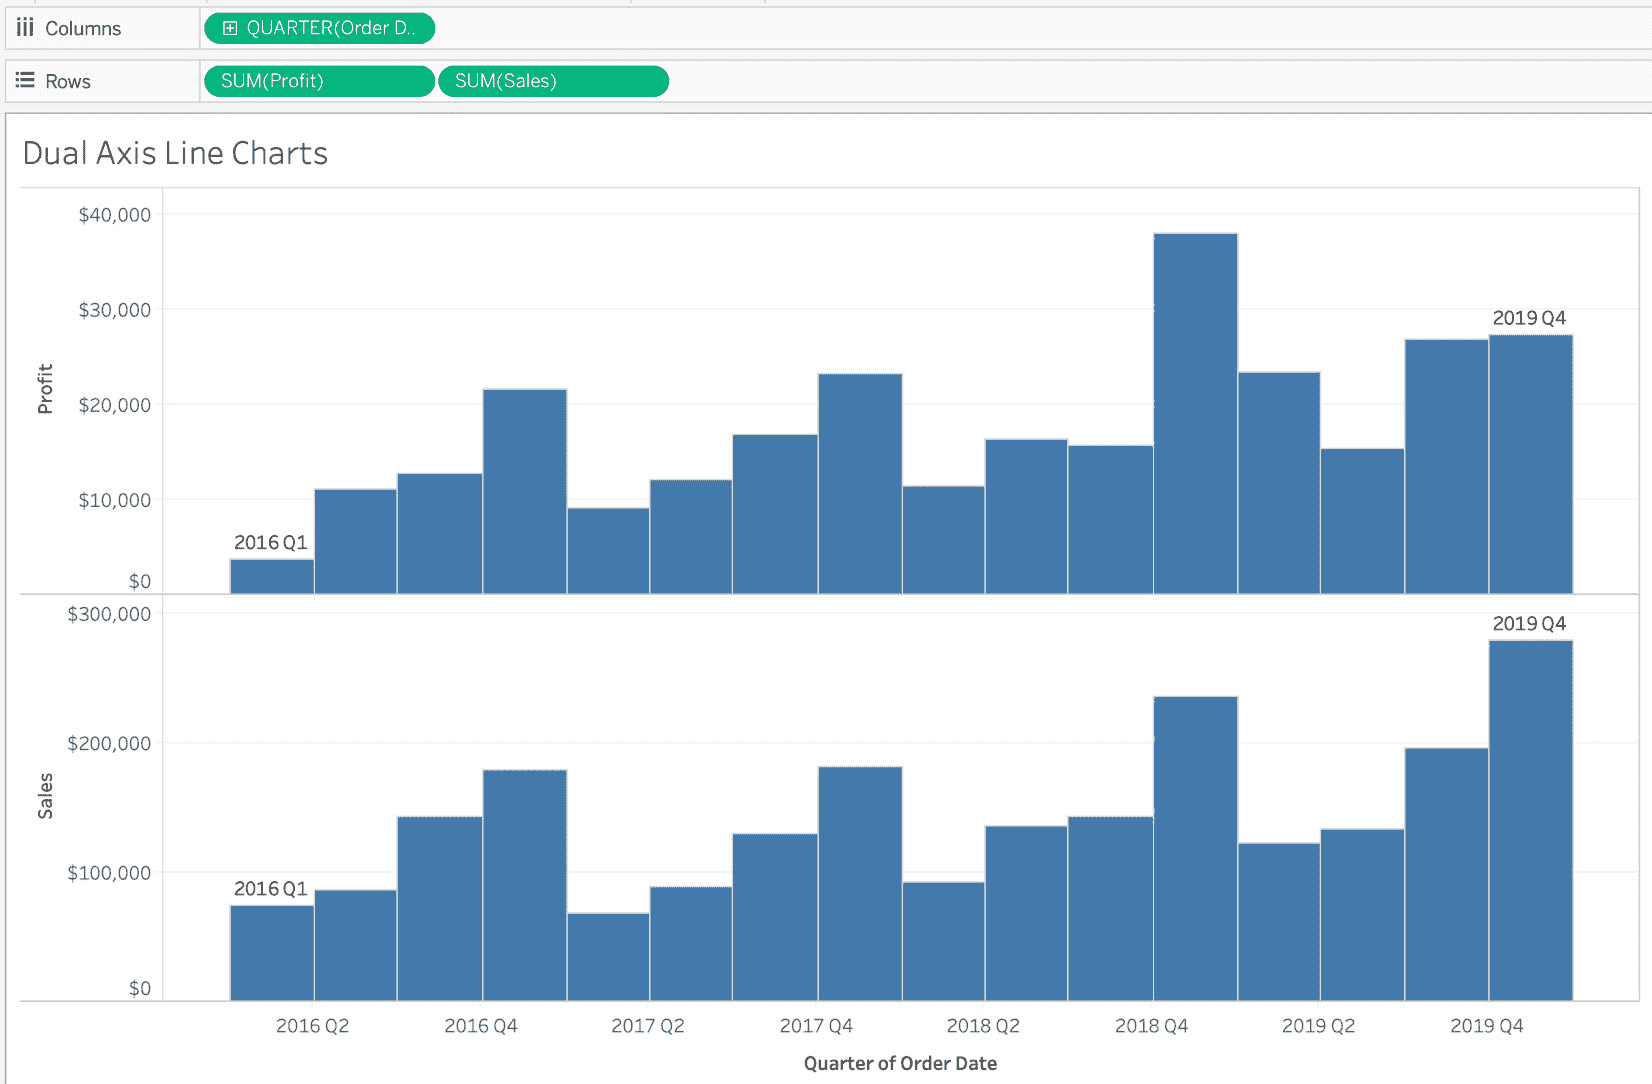 Columns
QUARTER(Order D..
Rows
SUM(Profit)
SUM(Sales)
Dual Axis Line Charts
$40,000
$30,000
2019 Q4
Profit
$20,000
$10,000
2016 Q1
$0
$300,000
2019 Q4
$200,000
Sales
$100,000
2016 Q1
$0
2016 Q2
2016 Q4
2017 Q2
2017 Q4
2018 Q2
2018 Q4
2019 Q2
2019 Q4
Quarter of Order Date